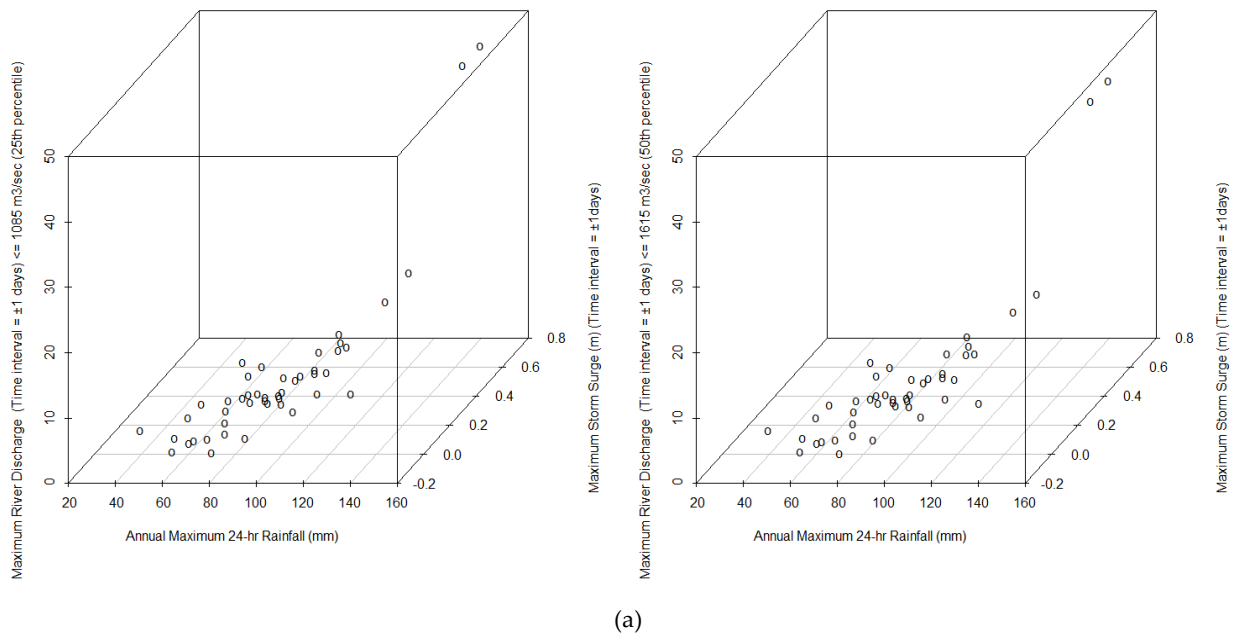 Maximum River Discharge (Time interval = ±1 days) <= 1085 m3/sec (25th percentile)
50
40
30
20
10
0
20 40 60 80 100 120 140 160
Annual Maximum 24-hr Rainfall (mm)
-0.2
0.0
0.2
0.4
0.6
0.8
Maximum Storm Surge (m) (Time interval = ±1days)
Maximum River Discharge (Time interval = ±1 days) <= 1615 m3/sec (50th percentile)
50
40
30
20
10
0
20 40 60 80 100 120 140 160
Annual Maximum 24-hr Rainfall (mm)
-0.2
0.0
0.2
0.4
0.6
0.8
Maximum Storm Surge (m) (Time interval = ±1days)
(a)